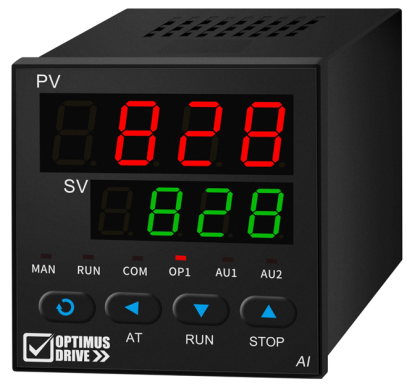 PV
828
SV
828
MAN RUN COM OP1 AU1 AU2
AT RUN STOP
OPTIMUS
DRIVE
AI